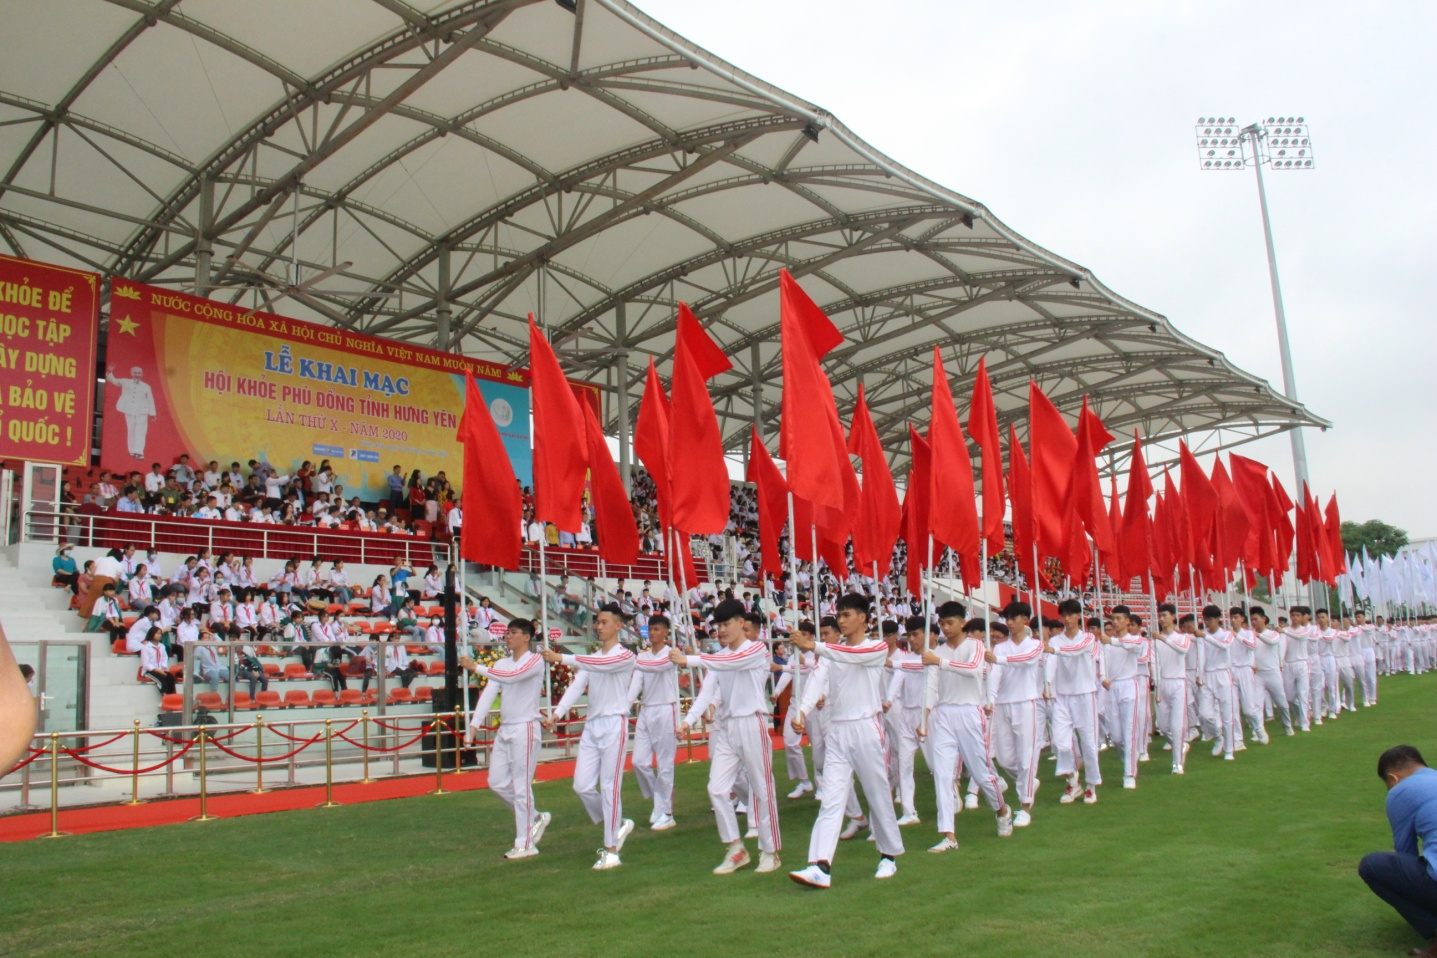 KHỎE ĐỂ
HỌC TẬP
ÂY DỰNG
À BẢO VỆ
Ổ QUỐC !
NƯỚC CỘNG HÒA XÃ HỘI CHỦ NGHĨA VIỆT NAM MUÔN NĂM!
LỄ KHAI MẠC
HỘI KHỎE PHÙ ĐỔNG TỈNH HƯNG YÊN
LẦN THỨ X - NĂM 2020